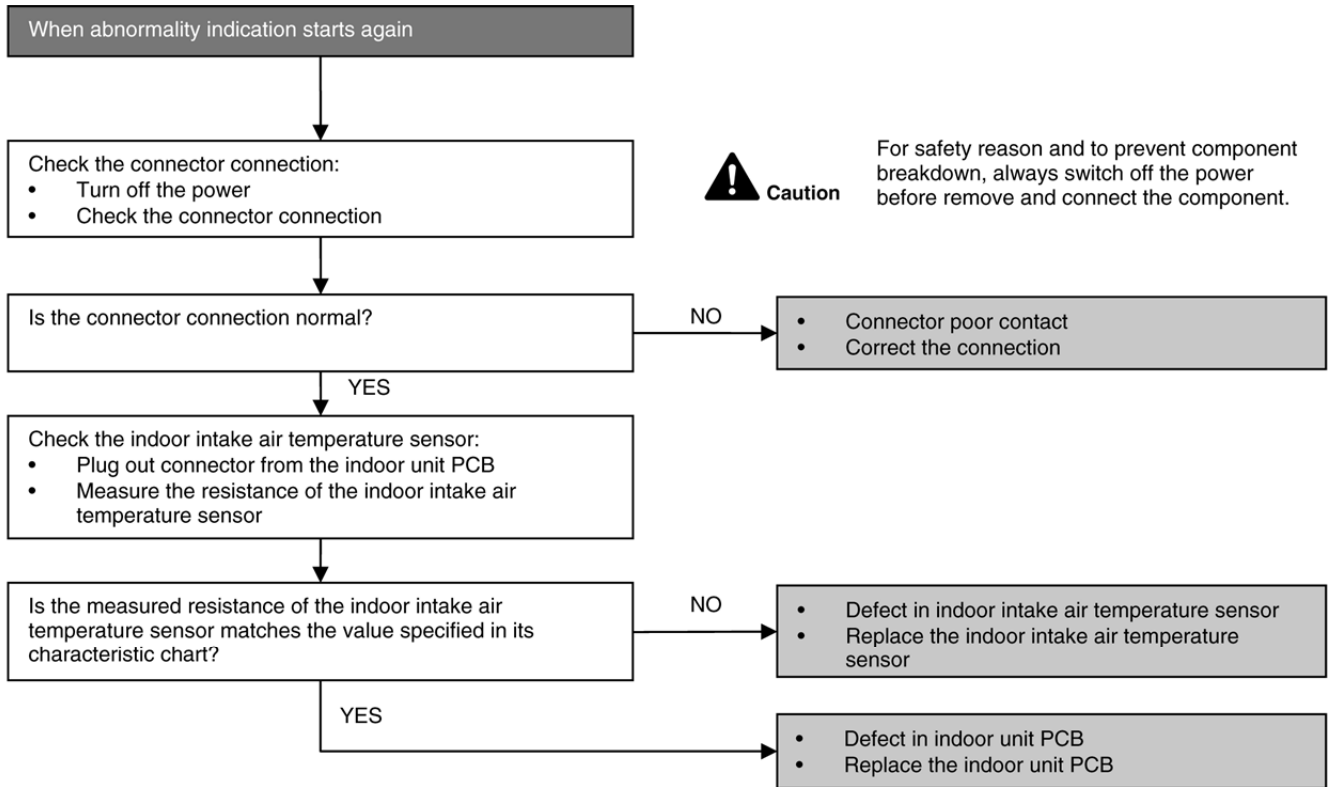 When abnormality indication starts again
Check the connector connection:
• Turn off the power
• Check the connector connection
Caution
For safety reason and to prevent component
breakdown, always switch off the power
before remove and connect the component.
Is the connector connection normal?
NO
• Connector poor contact
• Correct the connection
YES
Check the indoor intake air temperature sensor:
• Plug out connector from the indoor unit PCB
• Measure the resistance of the indoor intake air
temperature sensor
Is the measured resistance of the indoor intake air
temperature sensor matches the value specified in its
characteristic chart?
NO
• Defect in indoor intake air temperature sensor
• Replace the indoor intake air temperature
sensor
YES
• Defect in indoor unit PCB
• Replace the indoor unit PCB